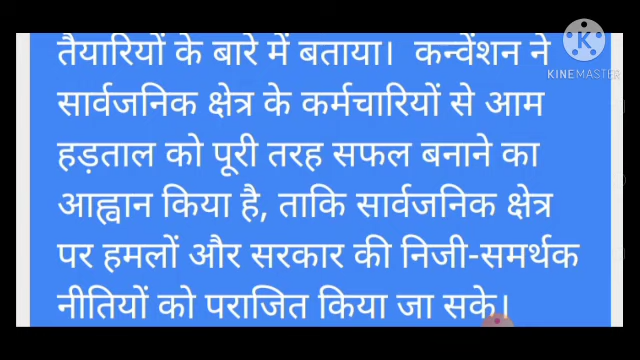 तैयारियों के बारे में बताया। कन्वेंशन ने
सार्वजनिक क्षेत्र के कर्मचारियों से आम
हड़ताल को पूरी तरह सफल बनाने का
आह्वान किया है, ताकि सार्वजनिक क्षेत्र
पर हमलों और सरकार की निजी-समर्थक
नीतियों को पराजित किया जा सके।
KINEMASTER